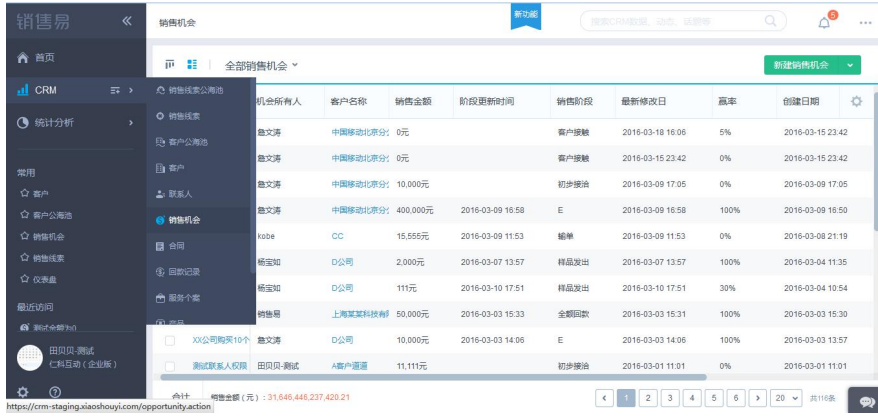 销售易 «
销售机会
新功能
搜索CRM数据、动态、话题等
5
首页
全部销售机会
新建销售机会
CRM
统计分析
常用
客户
客户公海池
销售机会
销售线索
仪表盘
最近访问
测试金额为0
田贝贝-测试
仁科互动（企业版）
销售线索公海池
销售线索
客户公海池
客户
联系人
销售机会
合同
回款记录
服务个案
产品
机会所有人 客户名称 销售金额 阶段更新时间 销售阶段 最新修改日 赢率 创建日期
詹文涛 中国移动北京分 0元 客户接触 2016-03-18 16:06 5% 2016-03-15 23:42
詹文涛 中国移动北京分 0元 客户接触 2016-03-15 23:42 0% 2016-03-15 23:42
詹文涛 中国移动北京分 10,000元 初步接洽 2016-03-09 17:05 0% 2016-03-09 17:05
詹文涛 中国移动北京分 400,000元 2016-03-09 16:58 E 2016-03-09 16:58 100% 2016-03-09 16:50
kobe CC 15,555元 2016-03-09 11:53 输单 2016-03-09 11:53 0% 2016-03-08 21:19
杨宝如 D公司 2,000元 2016-03-07 13:57 样品发出 2016-03-07 13:57 100% 2016-03-04 11:35
杨宝如 D公司 111元 2016-03-10 17:51 样品发出 2016-03-10 17:51 30% 2016-03-04 10:54
销售易 上海某某科技有 50,000元 2016-03-03 15:33 全额回款 2016-03-03 15:31 100% 2016-03-03 15:30
XX公司购买10个 詹文涛 D公司 10,000元 2016-03-03 14:06 E 2016-03-03 14:06 100% 2016-03-03 13:57
测试联系人权限 田贝贝-测试 A客户通通 11,111元 初步接洽 2016-03-01 11:01 0% 2016-03-01 11:01
合计 销售金额（元）: 31,646,446,237,420.21
< 1 2 3 4 5 6 > 20 共116条
https://crm-staging.xiaoshouyi.com/opportunity.action